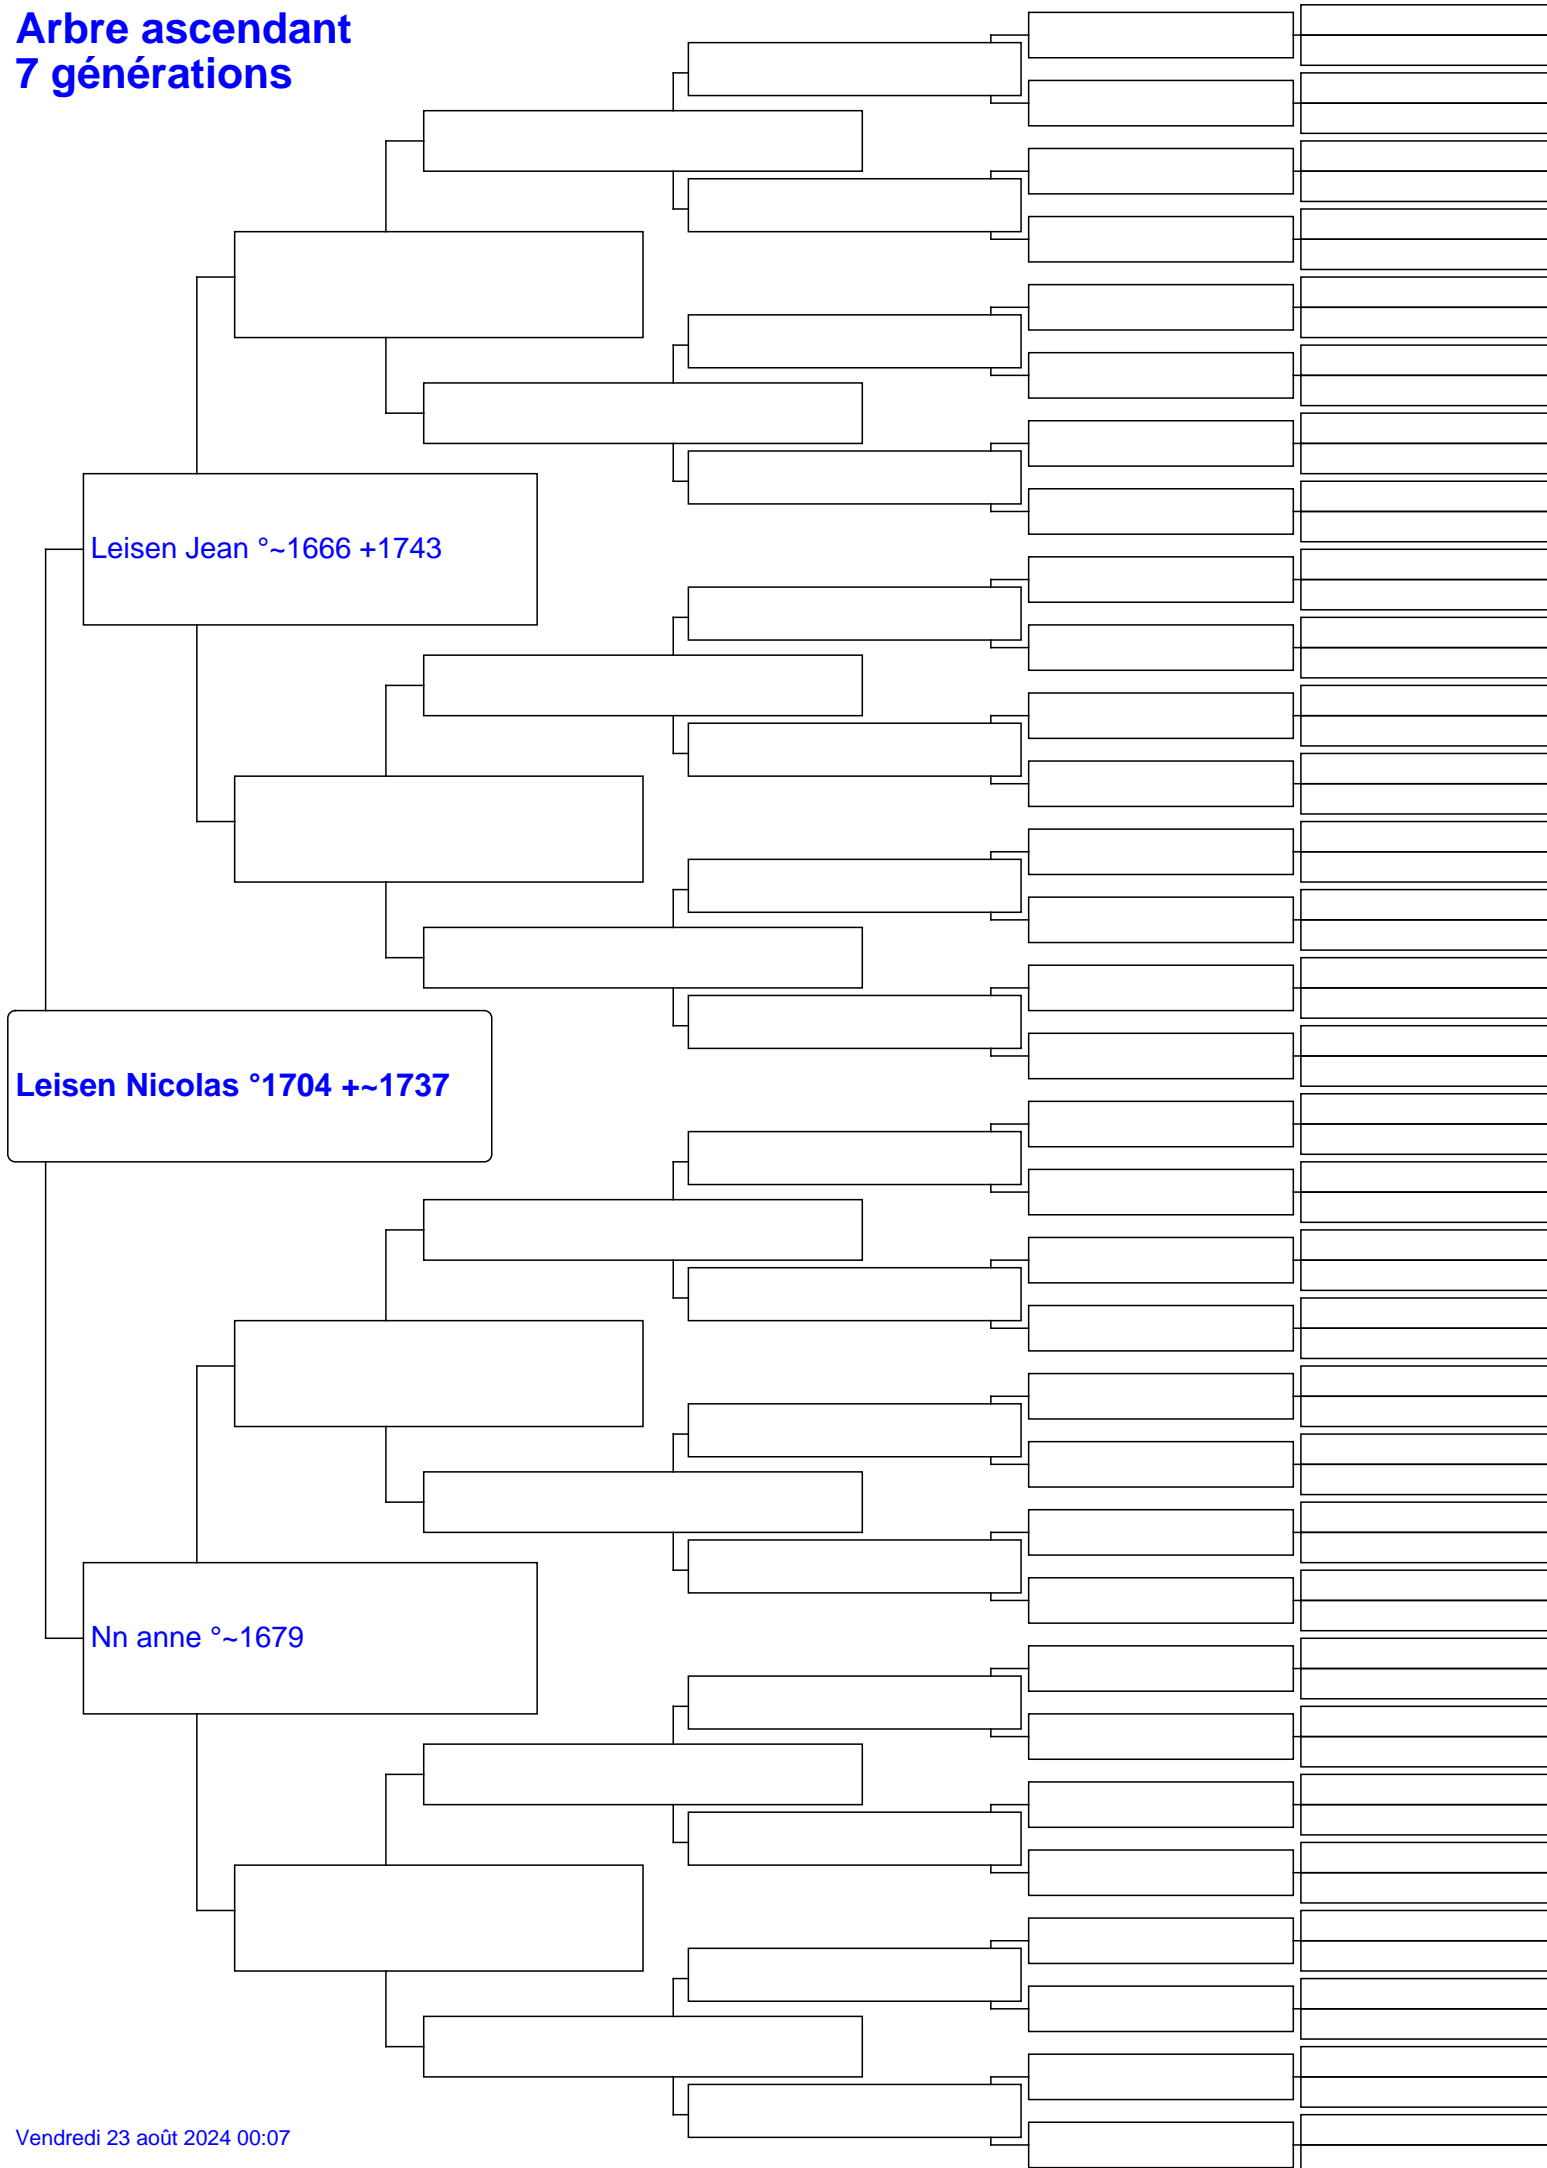 Arbre ascendant
7 générations
Leisen Jean °~1666 +1743
Leisen Nicolas °1704 +~1737
Nn anne °~1679
Vendredi 23 août 2024 00:07